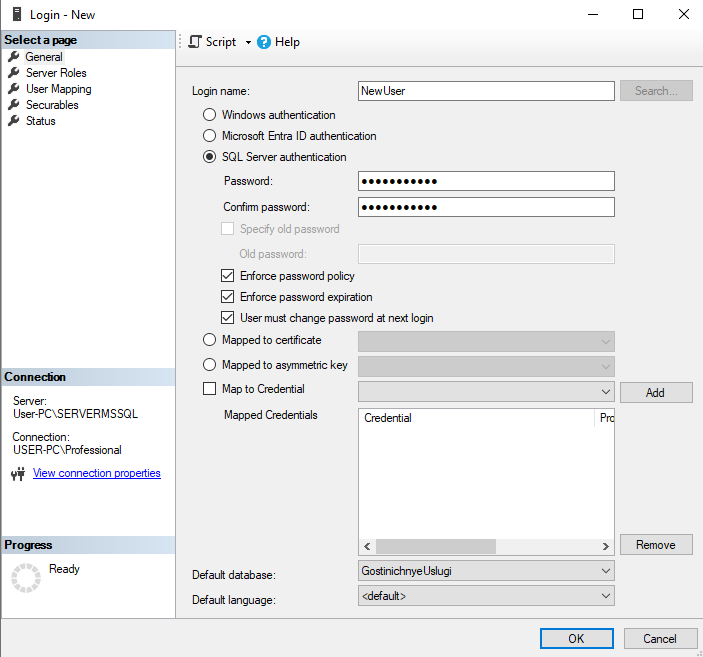 Login - New
Select a page
General
Server Roles
User Mapping
Securables
Status
Script
Help
Login name:
NewUser
Search...
Windows authentication
Microsoft Entra ID authentication
SQL Server authentication
Password:
●●●●●●●●●●●
Confirm password:
●●●●●●●●●●●
Specify old password
Old password:
Enforce password policy
Enforce password expiration
User must change password at next login
Mapped to certificate
Mapped to asymmetric key
Map to Credential
Add
Mapped Credentials
Credential
Pro
Remove
Default database:
GostinichnyeUslugi
Default language:
<default>
Connection
Server:
User-PC\SERVERMSSQL
Connection:
USER-PC\Professional
View connection properties
Progress
Ready
OK
Cancel